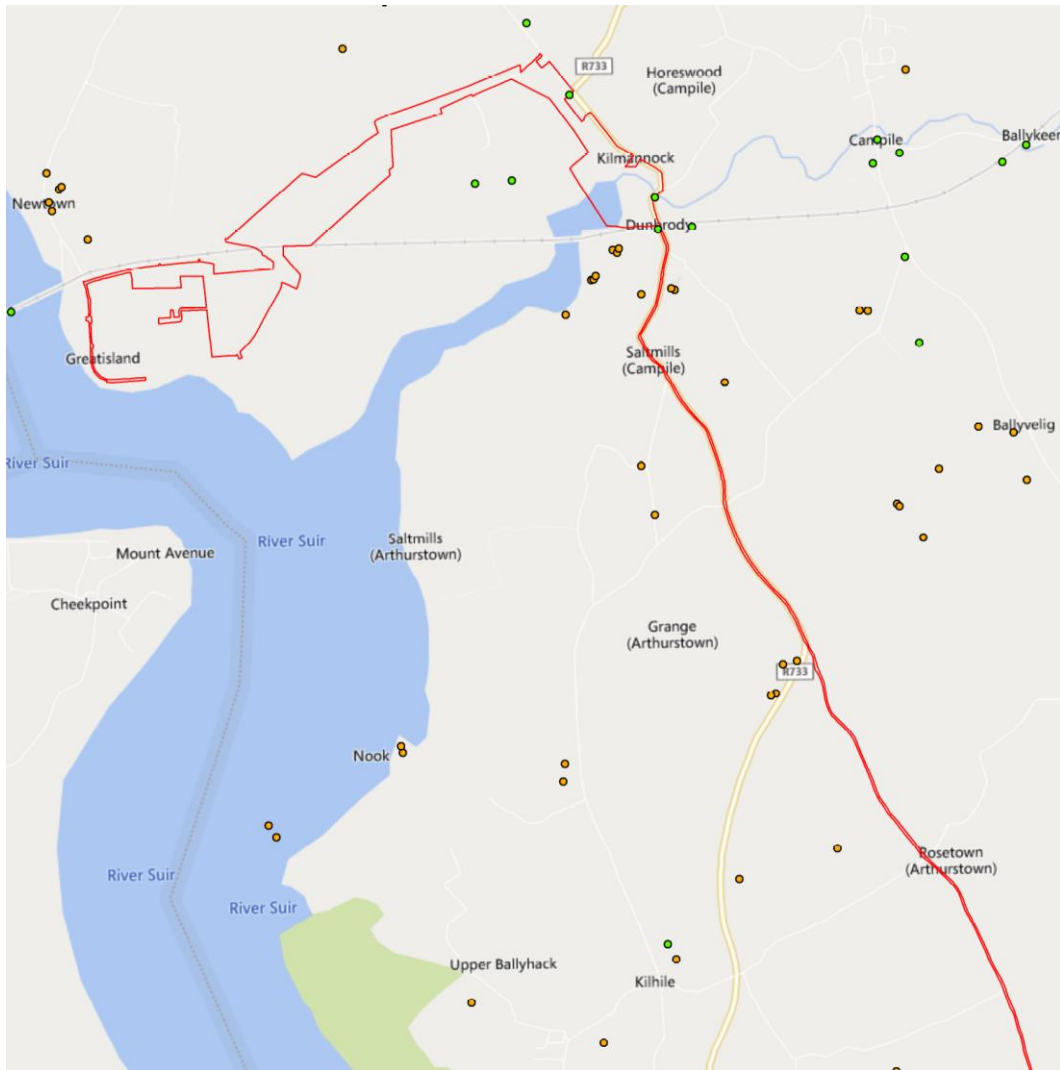 R733
Horeswood
(Campile)
Campile
Ballykeer
Kilmannock
Newtown
Dunbrody
Greatisland
Saltmills
(Campile)
Ballyvelig
River Suir
Mount Avenue
River Suir
Saltmills
(Arthurstown)
Cheekpoint
Grange
(Arthurstown)
R733
Nook
Rosetown
(Arthurstown)
River Suir
River Suir
Upper Ballyhack
Kilhile